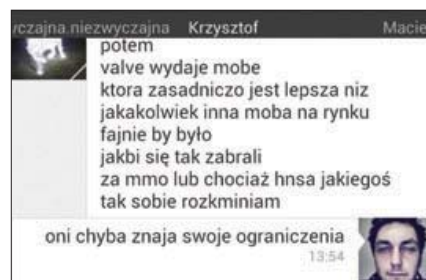 yczajna.niezwyczajna Krzysztof Macie
potem
valve wydaje mobe
ktora zasadniczo jest lepsza niz
jakakolwiek inna moba na rynku
fajnie by było
jakbi się tak zabrali
za mmo lub chociaż hnsa jakiegoś
tak sobie rozkminiam
oni chyba znaja swoje ograniczenia
13:54